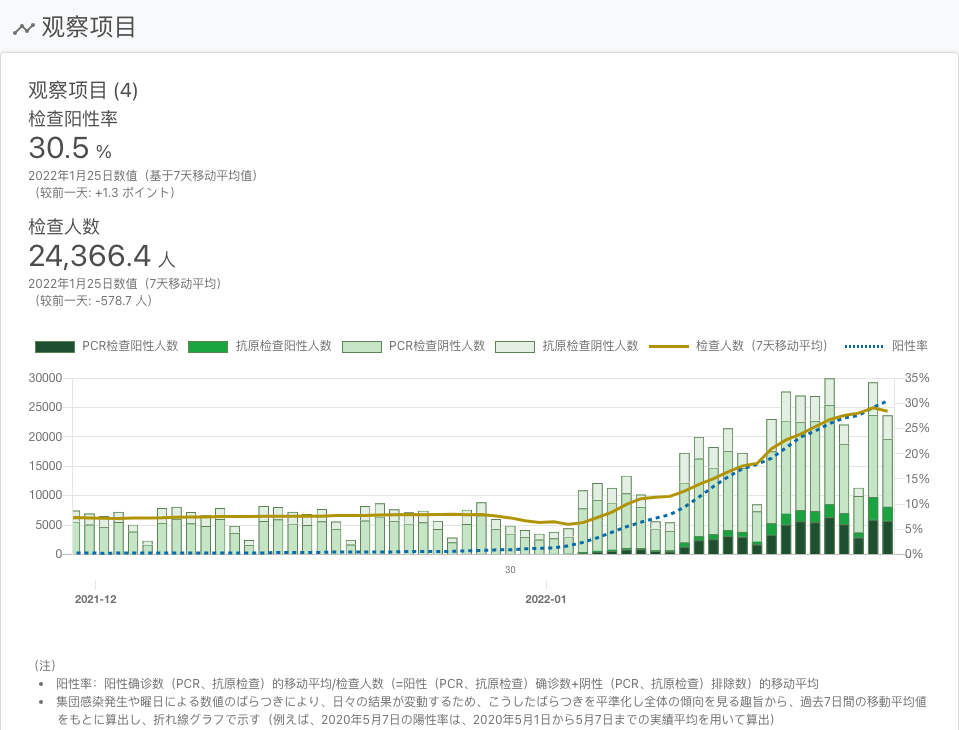 观察项目
观察项目 (4)
检查阳性率
30.5 %
2022年1月25日数值（基于7天移动平均值）
（较前一天: +1.3 ポイント）
检查人数
24,366.4 人
2022年1月25日数值（7天移动平均）
（较前一天: -578.7 人）
PCR检查阳性人数 抗原检查阳性人数 PCR检查阴性人数 抗原检查阴性人数 检查人数（7天移动平均） 阳性率
30000 35%
25000 30%
20000 25%
15000 20%
10000 15%
5000 10%
0 5%
0%
30
2021-12 2022-01
（注）
• 阳性率：阳性确诊数（PCR、抗原检查）的移动平均/检查人数（=阳性（PCR、抗原检查）确诊数+阴性（PCR、抗原检查）排除数）的移动平均
• 集団感染発生や曜日による数値のばらつきにより、日々の結果が変動するため、こうしたばらつきを平準化し全体の傾向を見る趣旨から、過去7日間の移動平均値
をもとに算出し、折れ線グラフで示す（例えば、2020年5月7日の陽性率は、2020年5月1日から5月7日までの実績平均を用いて算出）